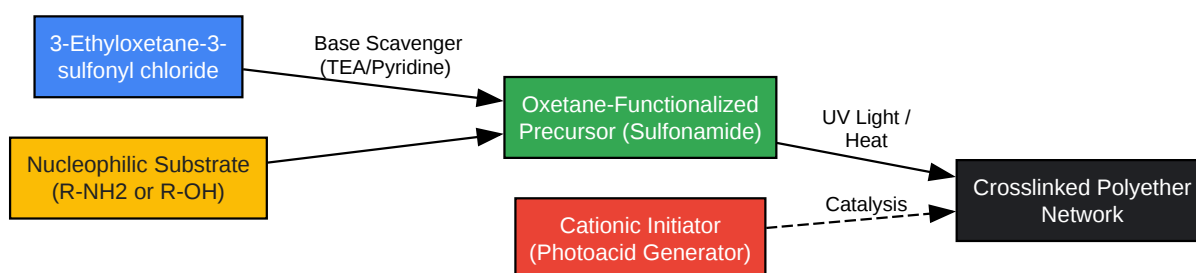 3-Ethyloxetane-3-
sulfonyl chloride
Base Scavenger
(TEA/Pyridine)
Nucleophilic Substrate
(R-NH2 or R-OH)
Oxetane-Functionalized
Precursor (Sulfonamide)
UV Light /
Heat
Cationic Initiator
(Photoacid Generator)
Catalysis
Crosslinked Polyether
Network